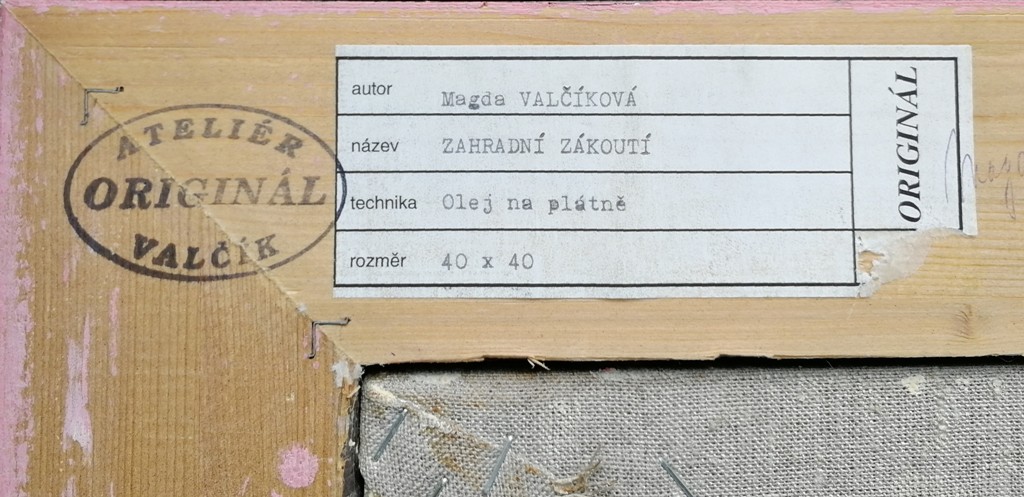 ATELIÉR
ORIGINÁL
VALČÍK
autor Magda VALČÍKOVÁ
název ZAHRADNÍ ZÁKOUTÍ
technika Olej na plátně
rozměr 40 x 40
ORIGINÁL